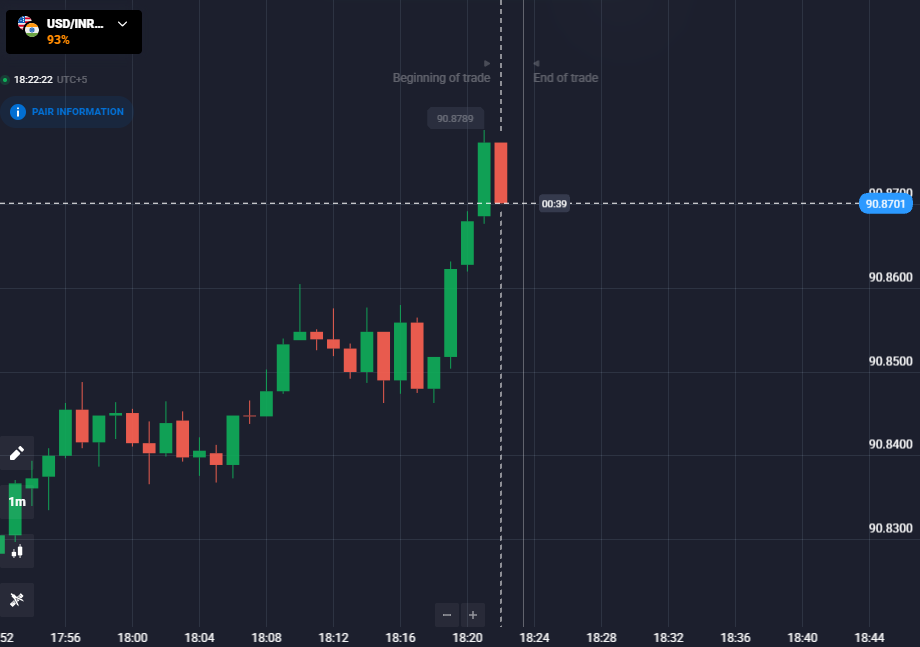 USD/INR...
93%
18:22:22 UTC+5
PAIR INFORMATION
Beginning of trade
End of trade
90.8789
90.8700
00:39
90.8701
90.8600
90.8500
90.8400
1m
90.8300
52 17:56 18:00 18:04 18:08 18:12 18:16 18:20 18:24 18:28 18:32 18:36 18:40 18:44